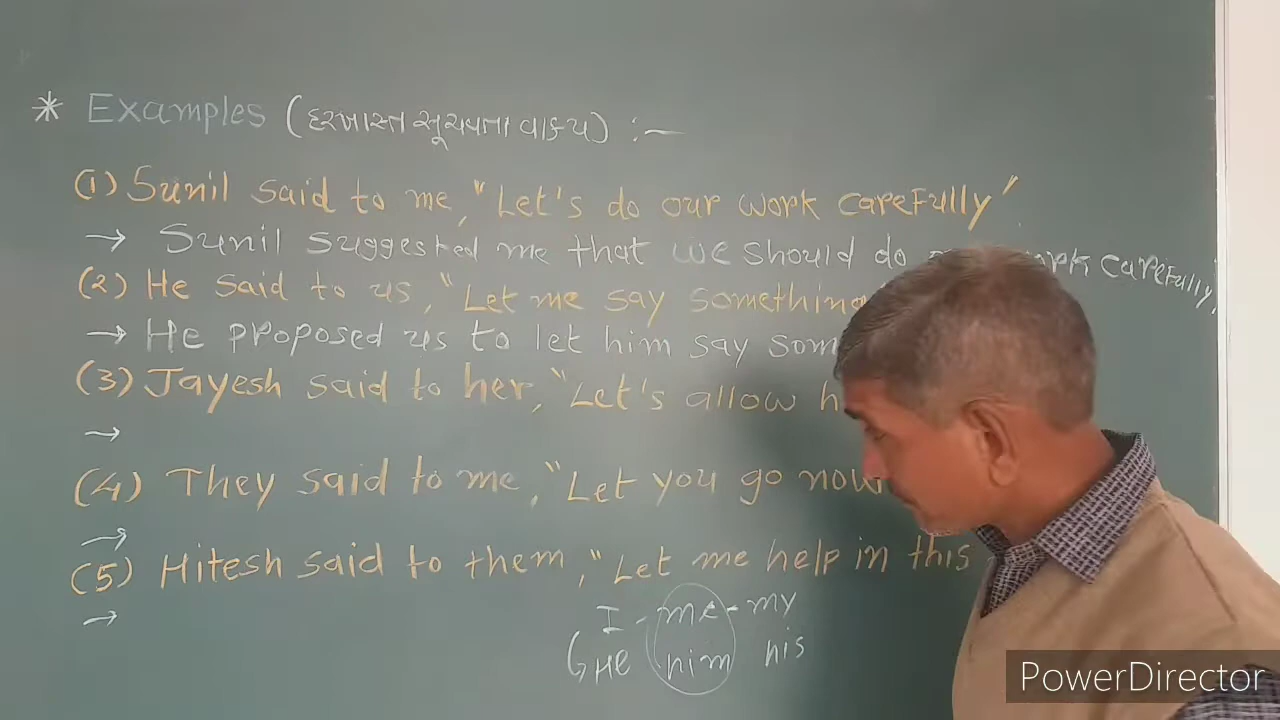 * Examples (દરખાસ્ત સૂચવતા વાક્ય) :-
(1) Sunil said to me, "Let's do our work carefully"
→ Sunil suggested me that we should do work carefully.
(2) He said to us, "Let me say something
→ He proposed us to let him say
(3) Jayesh said to her, "Let's allow
→
(4) They said to me, "Let you go now
→
(5) Hitesh said to them, "Let me help in this
→
I - me - my
He him his
PowerDirector